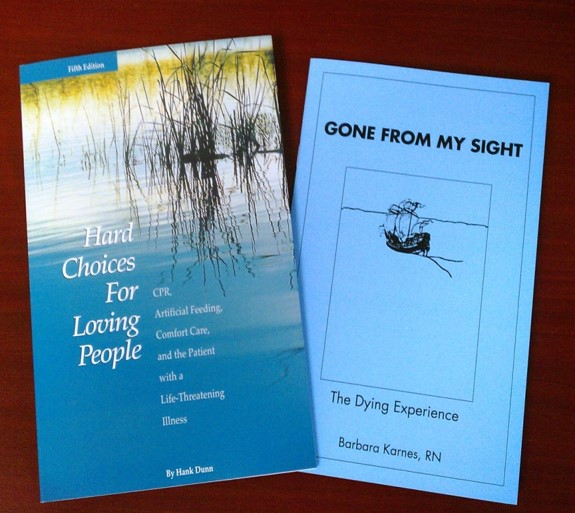 Fifth Edition
Hard
Choices
For
Loving
People
CPR,
Artificial Feeding,
Comfort Care,
and the Patient
with a
Life-Threatening
Illness
By Hank Dunn
GONE FROM MY SIGHT
The Dying Experience
Barbara Karnes, RN